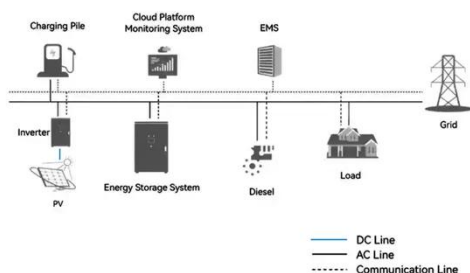 Charging Pile
Cloud Platform
Monitoring System
EMS
Grid
Inverter
PV
Energy Storage System
Diesel
Load
DC Line
AC Line
Communication Line